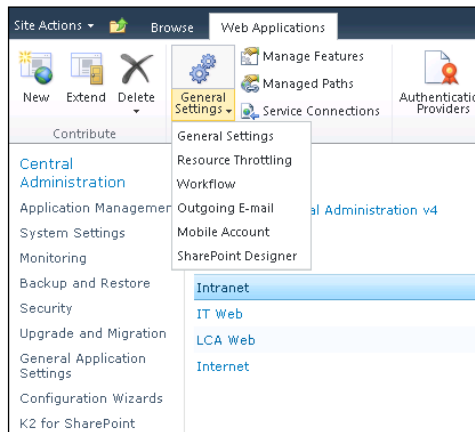 Site Actions
Browse
Web Applications
New
Extend
Delete
General
Settings
Manage Features
Managed Paths
Service Connections
Providers
Contribute
General Settings
Resource Throttling
Workflow
Outgoing E-mail
Mobile Account
SharePoint Designer
Central
Administration
Application
Administration v4
System Settings
Monitoring
Backup and Restore
Security
Upgrade and Migration
General Application
Settings
Configuration Wizards
K2 for SharePoint
Intranet
IT Web
LCA Web
Internet